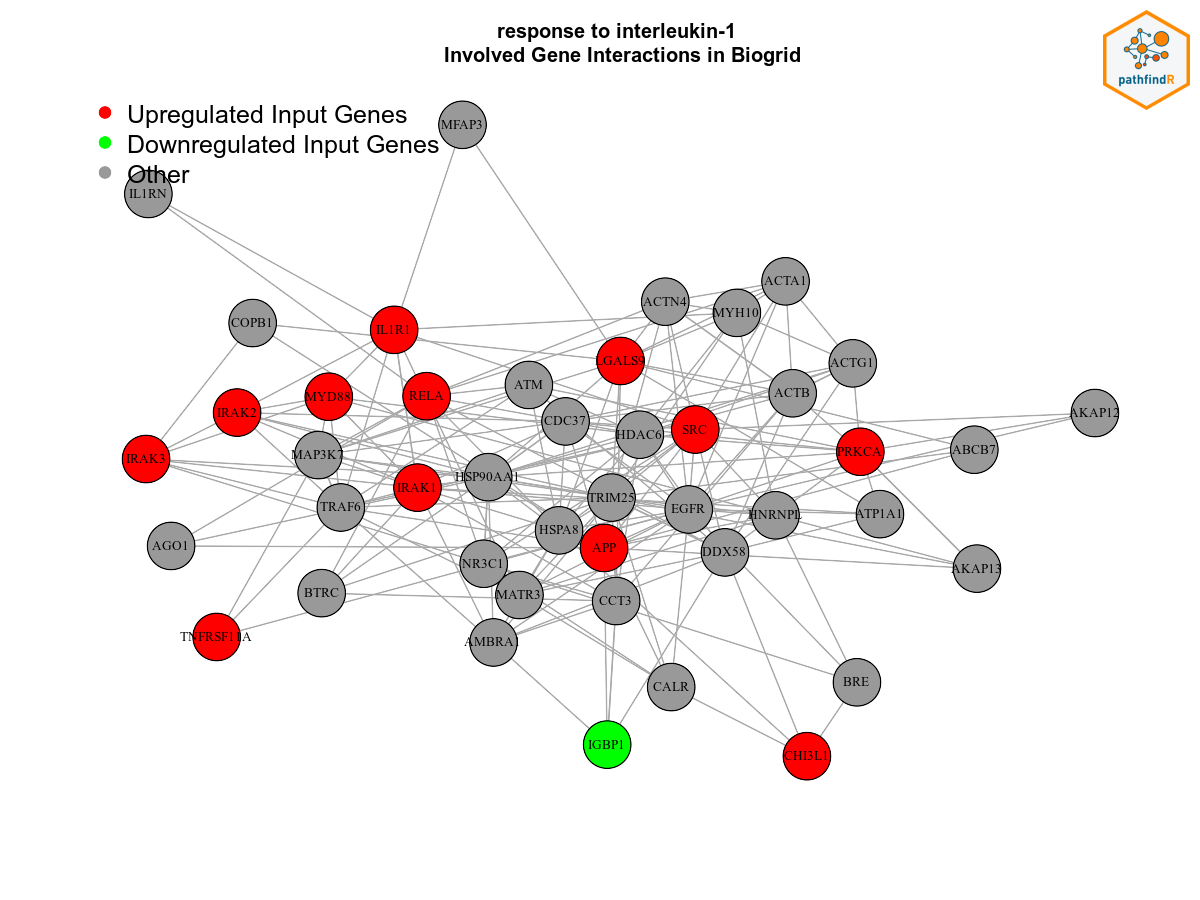 response to interleukin-1
Involved Gene Interactions in Biogrid
pathfindR
Upregulated Input Genes
Downregulated Input Genes
Other
MFAP3
IL1RN
ACTA1
ACTN4
MYH10
COPB1
IL1R1
LGALS9
ACTG1
ATM
ACTB
MYD88
RELA
IRAK2
AKAP12
CDC37
HDAC6
SRC
PRKCA
ABCB7
IRAK3
MAP3K7
HSP90AA1
IRAK1
TRIM25
TRAF6
EGFR
HNRNPL
ATP1A1
HSPA8
AGO1
APP
DDX58
NR3C1
AKAP13
BTRC
MATR3
CCT3
TNFRSF11A
AMBRA1
CALR
BRE
IGBP1
CHI3L1